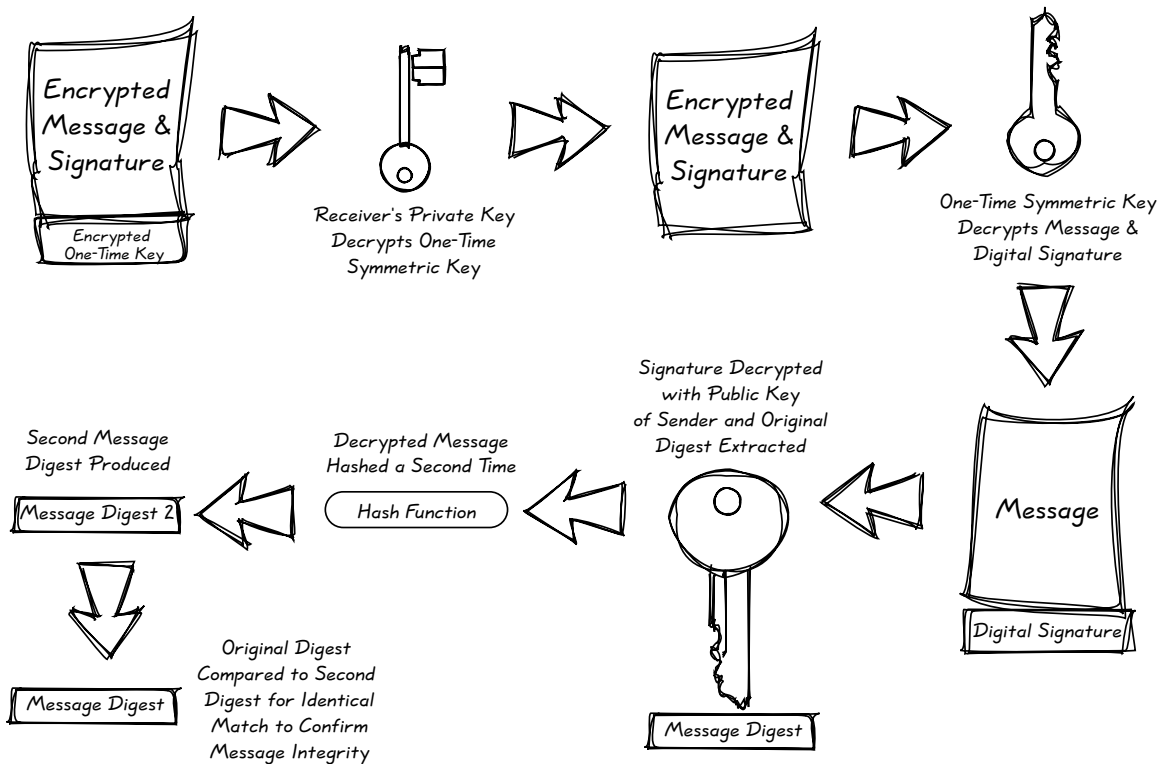 Encrypted
Message &
Signature
Encrypted
One-Time Key
Receiver's Private Key
Decrypts One-Time
Symmetric Key
Encrypted
Message &
Signature
One-Time Symmetric Key
Decrypts Message &
Digital Signature
Message
Digital Signature
Signature Decrypted
with Public Key
of Sender and Original
Digest Extracted
Message Digest
Decrypted Message
Hashed a Second Time
Hash Function
Second Message
Digest Produced
Message Digest 2
Message Digest
Original Digest
Compared to Second
Digest for Identical
Match to Confirm
Message Integrity